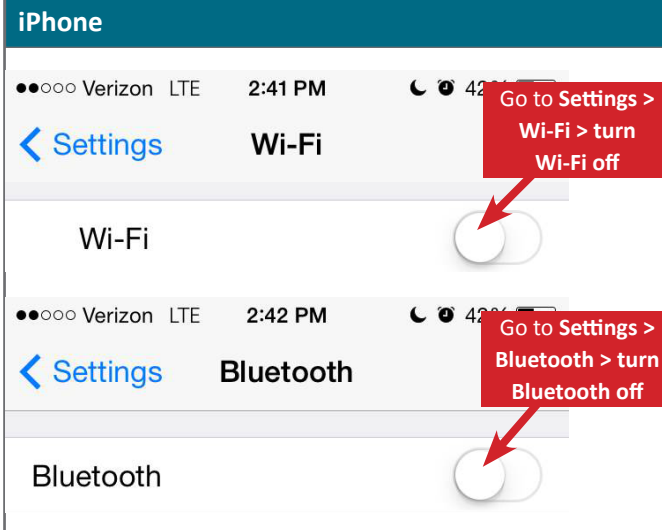 iPhone
●●○○○ Verizon LTE 2:41 PM 42%
Go to Settings >
Wi-Fi > turn
Wi-Fi off
Settings Wi-Fi
Wi-Fi
●●○○○ Verizon LTE 2:42 PM
Go to Settings >
Bluetooth > turn
Bluetooth off
Settings Bluetooth
Bluetooth